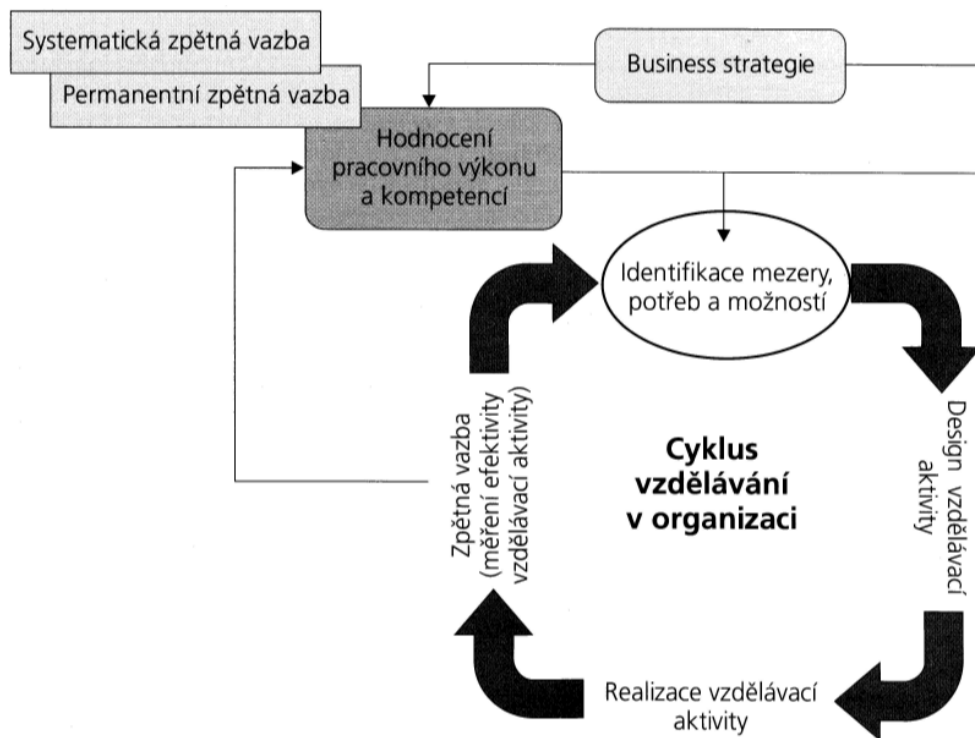 Systematická zpětná vazba
Permanentní zpětná vazba
Business strategie
Hodnocení
pracovního výkonu
a kompetencí
Identifikace mezery,
potřeb a možností
Design vzdělávací
aktivity
Cyklus
vzdělávání
v organizaci
Zpětná vazba
(měření efektivity
vzdělávací aktivity)
Realizace vzdělávací
aktivity